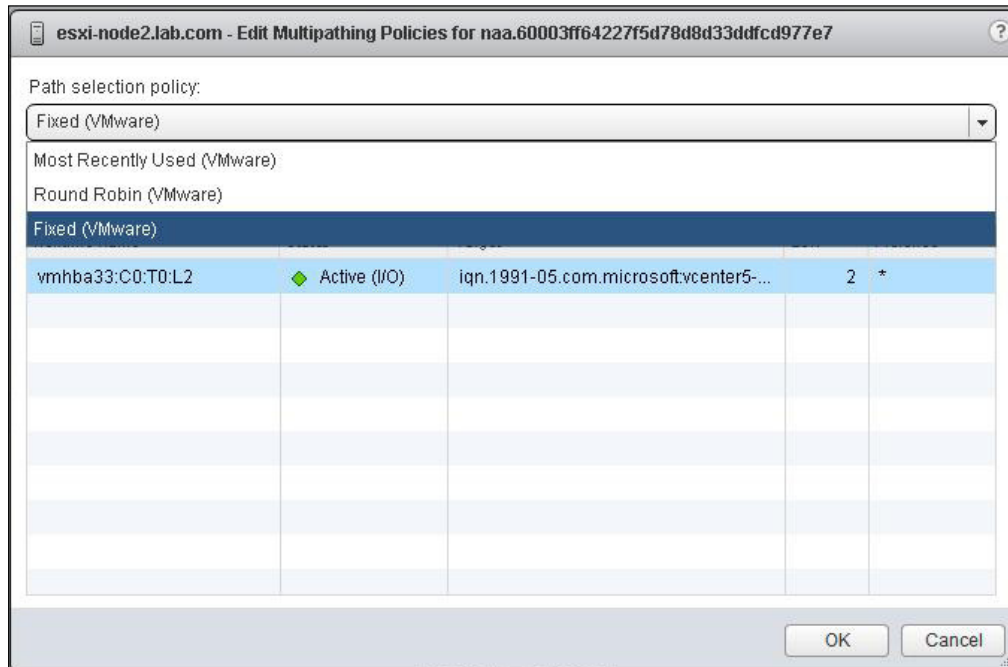 esxi-node2.lab.com - Edit Multipathing Policies for naa.60003ff64227f5d78d8d33ddfcd977e7 ?
Path selection policy:
Fixed (VMware)
Most Recently Used (VMware)
Round Robin (VMware)
Fixed (VMware)
vmhba33:C0:T0:L2 Active (I/O) iqn.1991-05.com.microsoft:vcenter5-... 2 *
OK Cancel